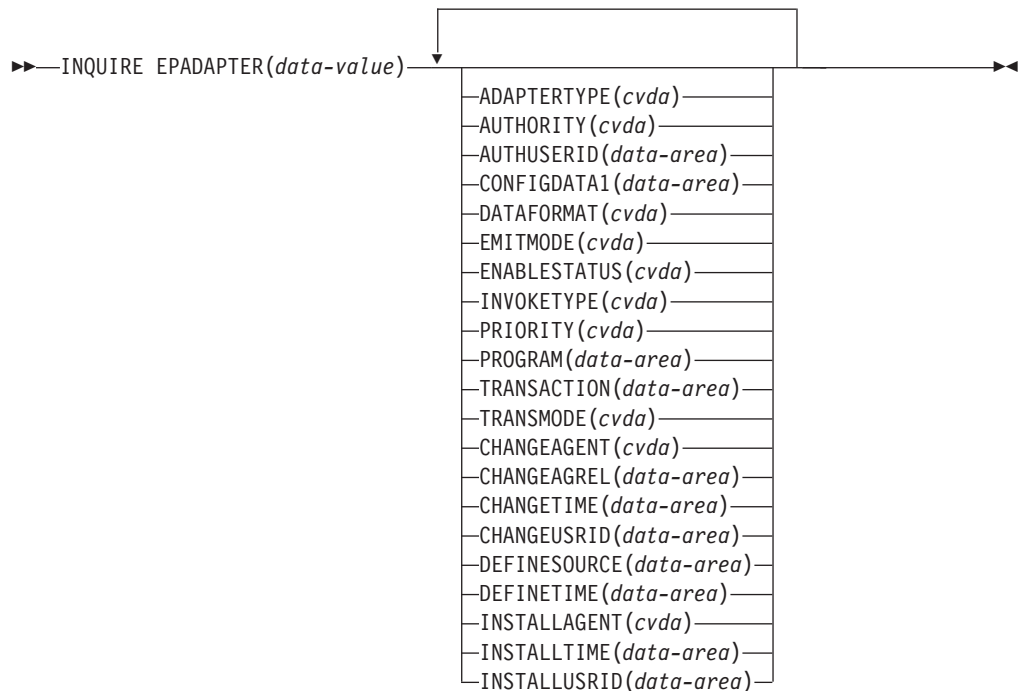 INQUIRE EPADAPTER(data-value)
ADAPTERTYPE(cvda)
AUTHORITY(cvda)
AUTHUSERID(data-area)
CONFIGDATA1(data-area)
DATAFORMAT(cvda)
EMITMODE(cvda)
ENABLESTATUS(cvda)
INVOKETYPE(cvda)
PRIORITY(cvda)
PROGRAM(data-area)
TRANSACTION(data-area)
TRANSMODE(cvda)
CHANGEAGENT(cvda)
CHANGEAGREL(data-area)
CHANGETIME(data-area)
CHANGEUSRID(data-area)
DEFINESOURCE(data-area)
DEFINETIME(data-area)
INSTALLAGENT(cvda)
INSTALLTIME(data-area)
INSTALLUSRID(data-area)